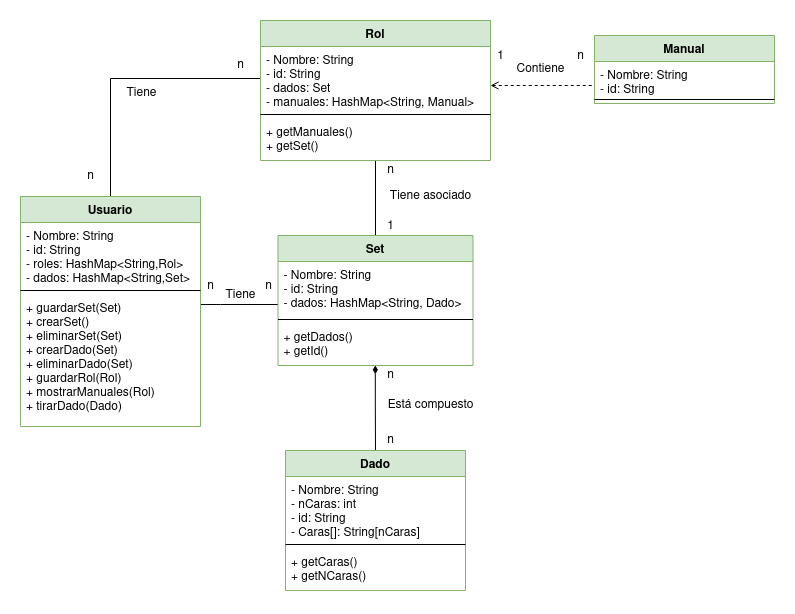 Rol
- Nombre: String
- id: String
- dados: Set
- manuales: HashMap<String, Manual>
+ getManuales()
+ getSet()
1
n
Contiene
Manual
- Nombre: String
- id: String
n
Tiene
n
n
Tiene asociado
1
Usuario
- Nombre: String
- id: String
- roles: HashMap<String,Rol>
- dados: HashMap<String,Set>
+ guardarSet(Set)
+ crearSet()
+ eliminarSet(Set)
+ crearDado(Set)
+ eliminarDado(Set)
+ guardarRol(Rol)
+ mostrarManuales(Rol)
+ tirarDado(Dado)
n
Tiene
n
Set
- Nombre: String
- id: String
- dados: HashMap<String, Dado>
+ getDados()
+ getId()
n
Está compuesto
n
Dado
- Nombre: String
- nCaras: int
- id: String
- Caras[]: String[nCaras]
+ getCaras()
+ getNCaras()